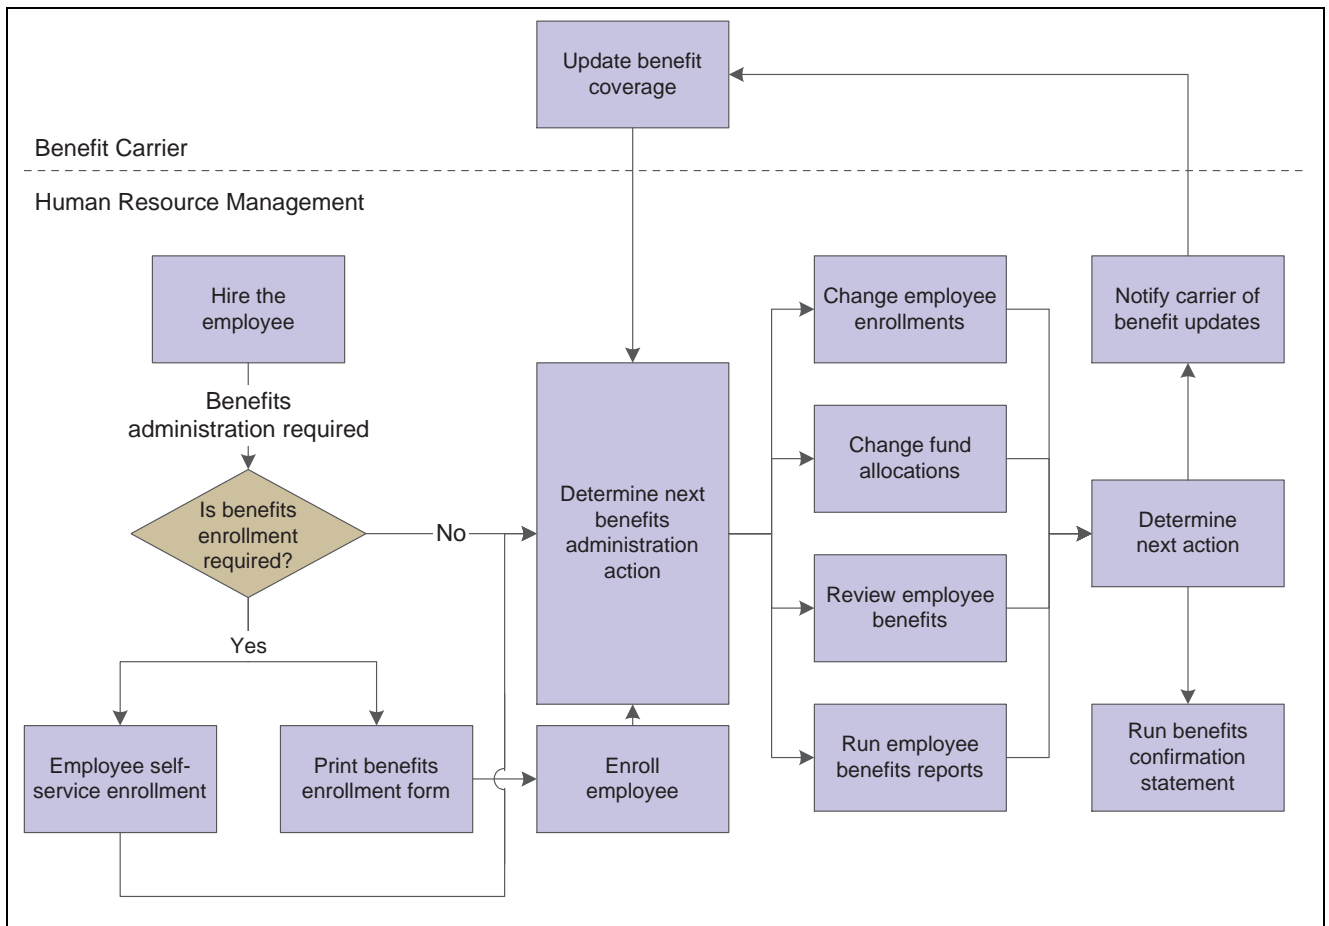 Update benefit
coverage
Benefit Carrier
Human Resource Management
Hire the
employee
Benefits
administration required
Is benefits
enrollment
required?
No
Yes
Employee self-
service enrollment
Print benefits
enrollment form
Enroll
employee
Determine next
benefits
administration
action
Change employee
enrollments
Change fund
allocations
Review employee
benefits
Run employee
benefits reports
Notify carrier of
benefit updates
Determine
next action
Run benefits
confirmation
statement